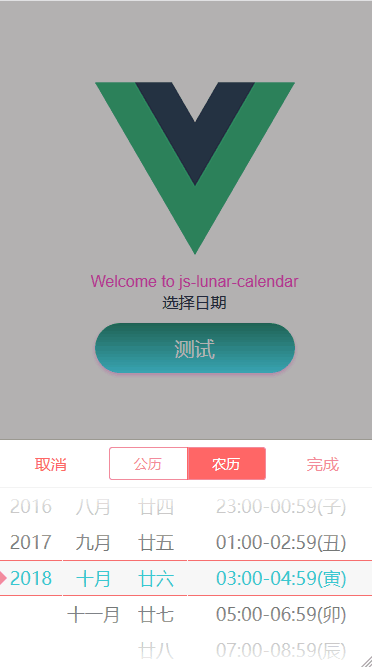 Welcome to js-lunar-calendar
选择日期
测试
取消 公历 农历 完成
2016 八月 廿四 23:00-00:59(子)
2017 九月 廿五 01:00-02:59(丑)
2018 十月 廿六 03:00-04:59(寅)
十一月 廿七 05:00-06:59(卯)
廿八 07:00-08:59(辰)